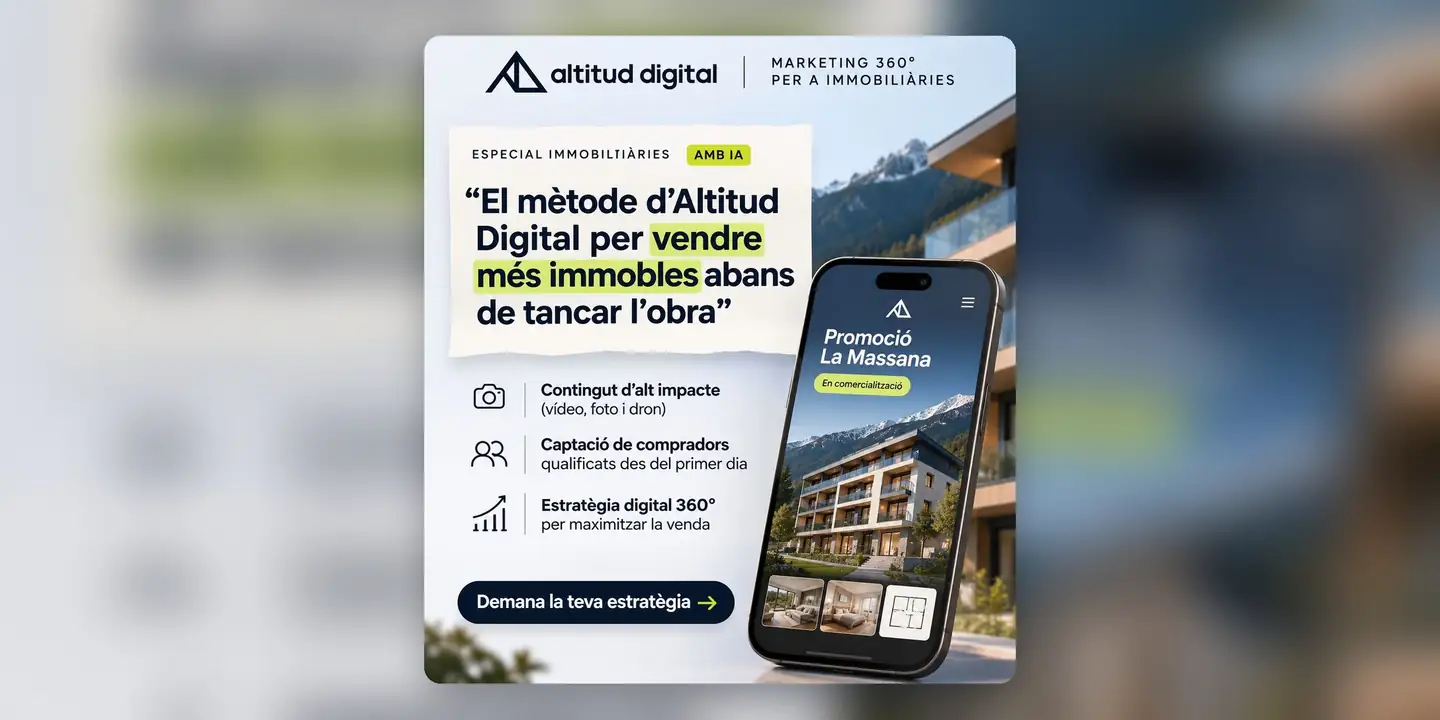 altitud digital
MARKETING 360°
PER A IMMOBILIÀRIES
ESPECIAL IMMOBILTIÀRIES
AMB IA
“El mètode d’Altitud
Digital per vendre
més immobles abans
de tancar l’obra”
Contingut d’alt impacte
(vídeo, foto i dron)
Captació de compradors
qualificats des del primer dia
Estratègia digital 360°
per maximitzar la venda
Demana la teva estratègia →
Promoció
La Massana
En comercialització